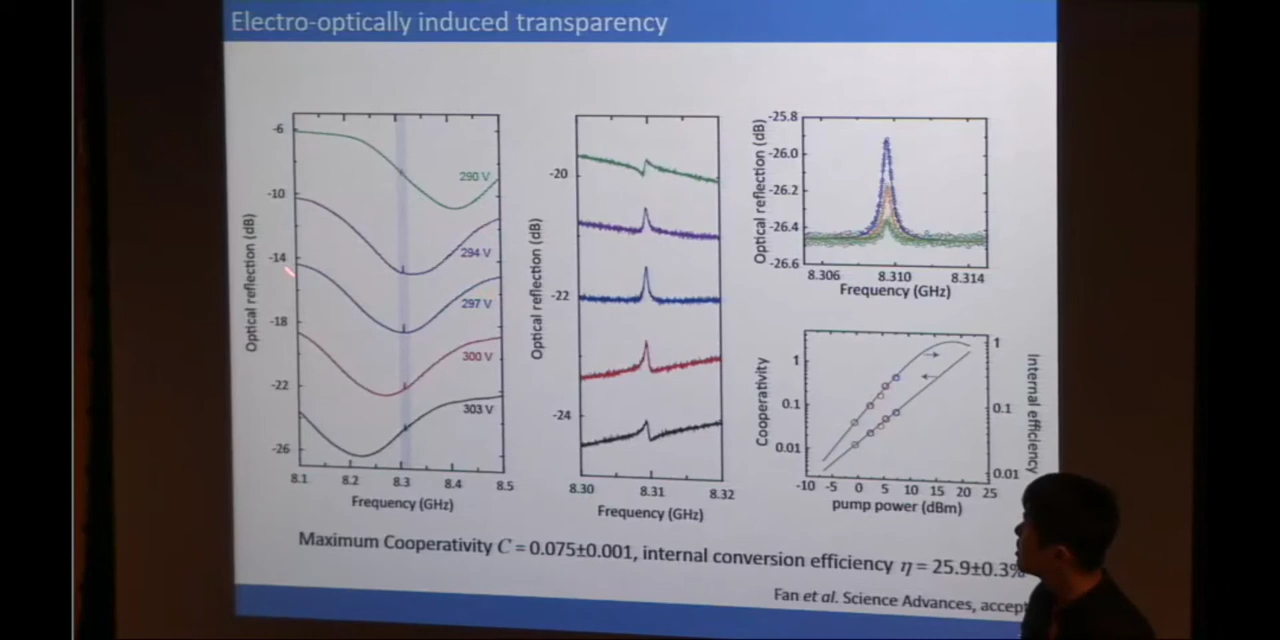 Electro-optically induced transparency
Optical reflection (dB)
-6
-10
-14
-18
-22
-26
290 V
294 V
297 V
300 V
303 V
8.1 8.2 8.3 8.4 8.5
Frequency (GHz)
Optical reflection (dB)
-20
-22
-24
8.30 8.31 8.32
Frequency (GHz)
Optical reflection (dB)
-25.8
-26.0
-26.2
-26.4
-26.6
8.306 8.310 8.314
Frequency (GHz)
Cooperativity
1
0.1
0.01
1
0.1
0.01
Internal efficiency
-10 -5 0 5 10 15 20 25
pump power (dBm)
Maximum Cooperativity C = 0.075±0.001, internal conversion efficiency η = 25.9±0.3%
Fan et al. Science Advances, accept